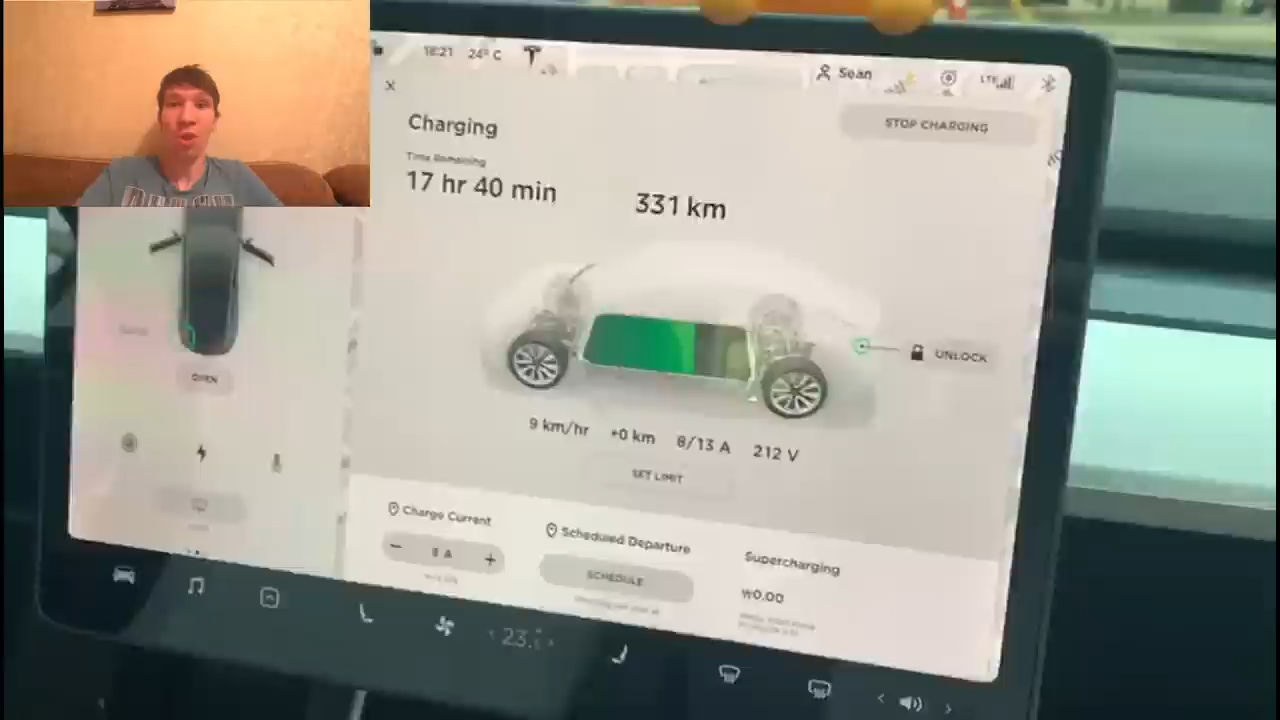 18:21 24° C
Sean
LTE
Charging
STOP CHARGING
Time Remaining
17 hr 40 min
331 km
UNLOCK
OPEN
9 km/hr +0 km 8/13 A 212 V
SET LIMIT
Charge Current
8 A
Scheduled Departure
SCHEDULE
Supercharging
₩0.00
23.